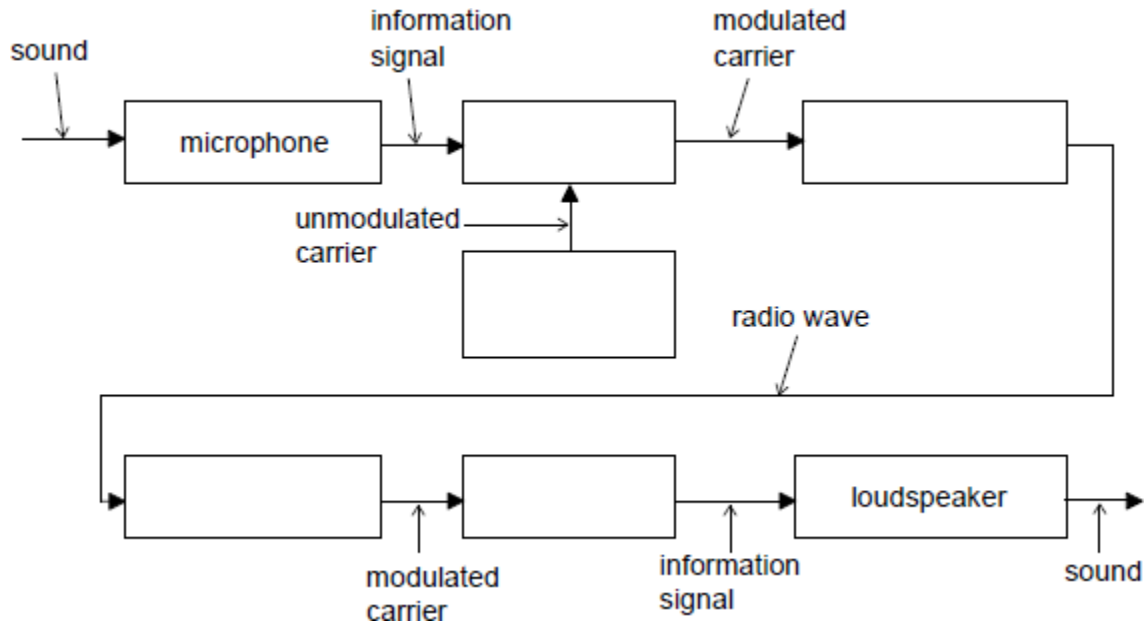 sound
information
signal
modulated
carrier
microphone
unmodulated
carrier
radio wave
loudspeaker
modulated
carrier
information
signal
sound